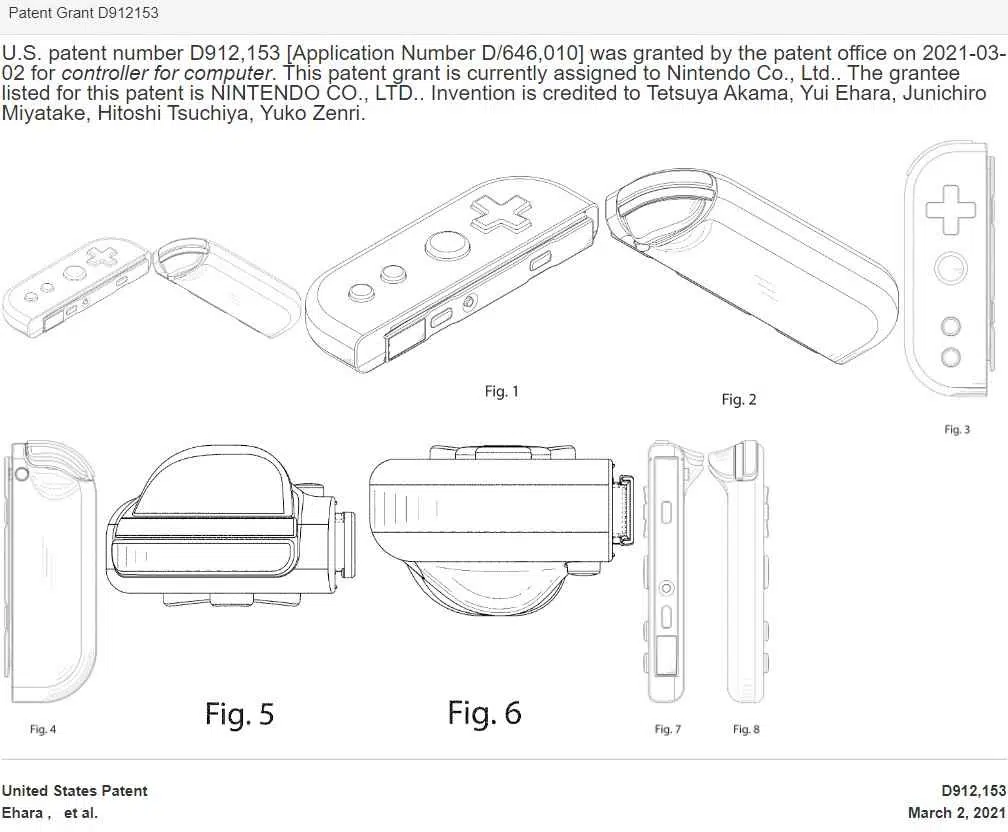 Patent Grant D912153
U.S. patent number D912,153 [Application Number D/646,010] was granted by the patent office on 2021-03-
02 for controller for computer. This patent grant is currently assigned to Nintendo Co., Ltd.. The grantee
listed for this patent is NINTENDO CO., LTD.. Invention is credited to Tetsuya Akama, Yui Ehara, Junichiro
Miyatake, Hitoshi Tsuchiya, Yuko Zenri.
Fig. 1
Fig. 2
Fig. 3
Fig. 4
Fig. 5
Fig. 6
Fig. 7
Fig. 8
United States Patent
D912,153
Ehara , et al.
March 2, 2021